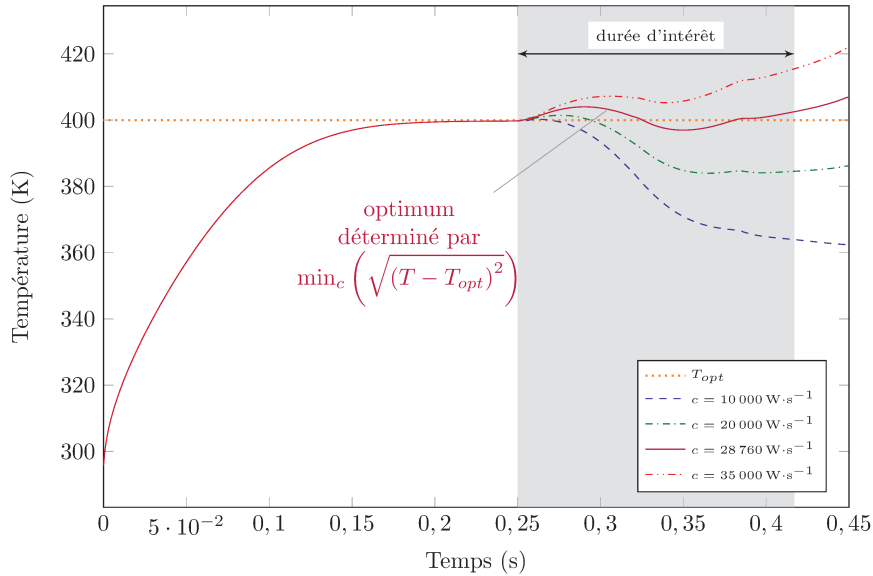 durée d'intérêt
420
400
380
360
340
320
300
Température (K)
optimum
déterminé par
min_c (√(T − T_opt)²)
T_opt
c = 10 000 W·s⁻¹
c = 20 000 W·s⁻¹
c = 28 760 W·s⁻¹
c = 35 000 W·s⁻¹
0 5·10⁻² 0,1 0,15 0,2 0,25 0,3 0,35 0,4 0,45
Temps (s)